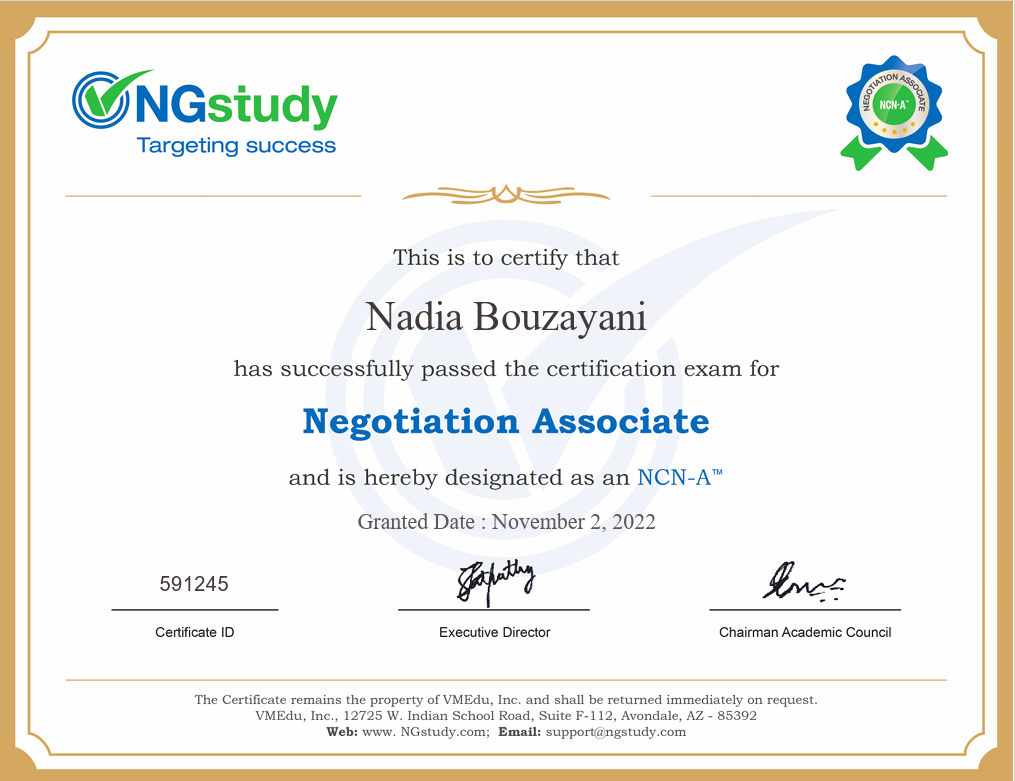 NGstudy
Targeting success
NEGOTIATION ASSOCIATE
NCN-A™
This is to certify that
Nadia Bouzayani
has successfully passed the certification exam for
Negotiation Associate
and is hereby designated as an NCN-A™
Granted Date : November 2, 2022
591245
Certificate ID
Executive Director
Chairman Academic Council
The Certificate remains the property of VMEdu, Inc. and shall be returned immediately on request.
VMEdu, Inc., 12725 W. Indian School Road, Suite F-112, Avondale, AZ - 85392
Web: www. NGstudy.com; Email: support@ngstudy.com